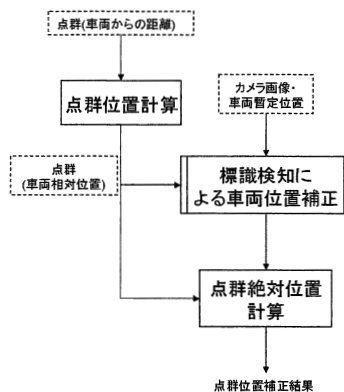 点群(車両からの距離)
点群位置計算
カメラ画像・
車両暫定位置
点群
(車両相対位置)
標識検知に
よる車両位置補正
点群絶対位置
計算
点群位置補正結果